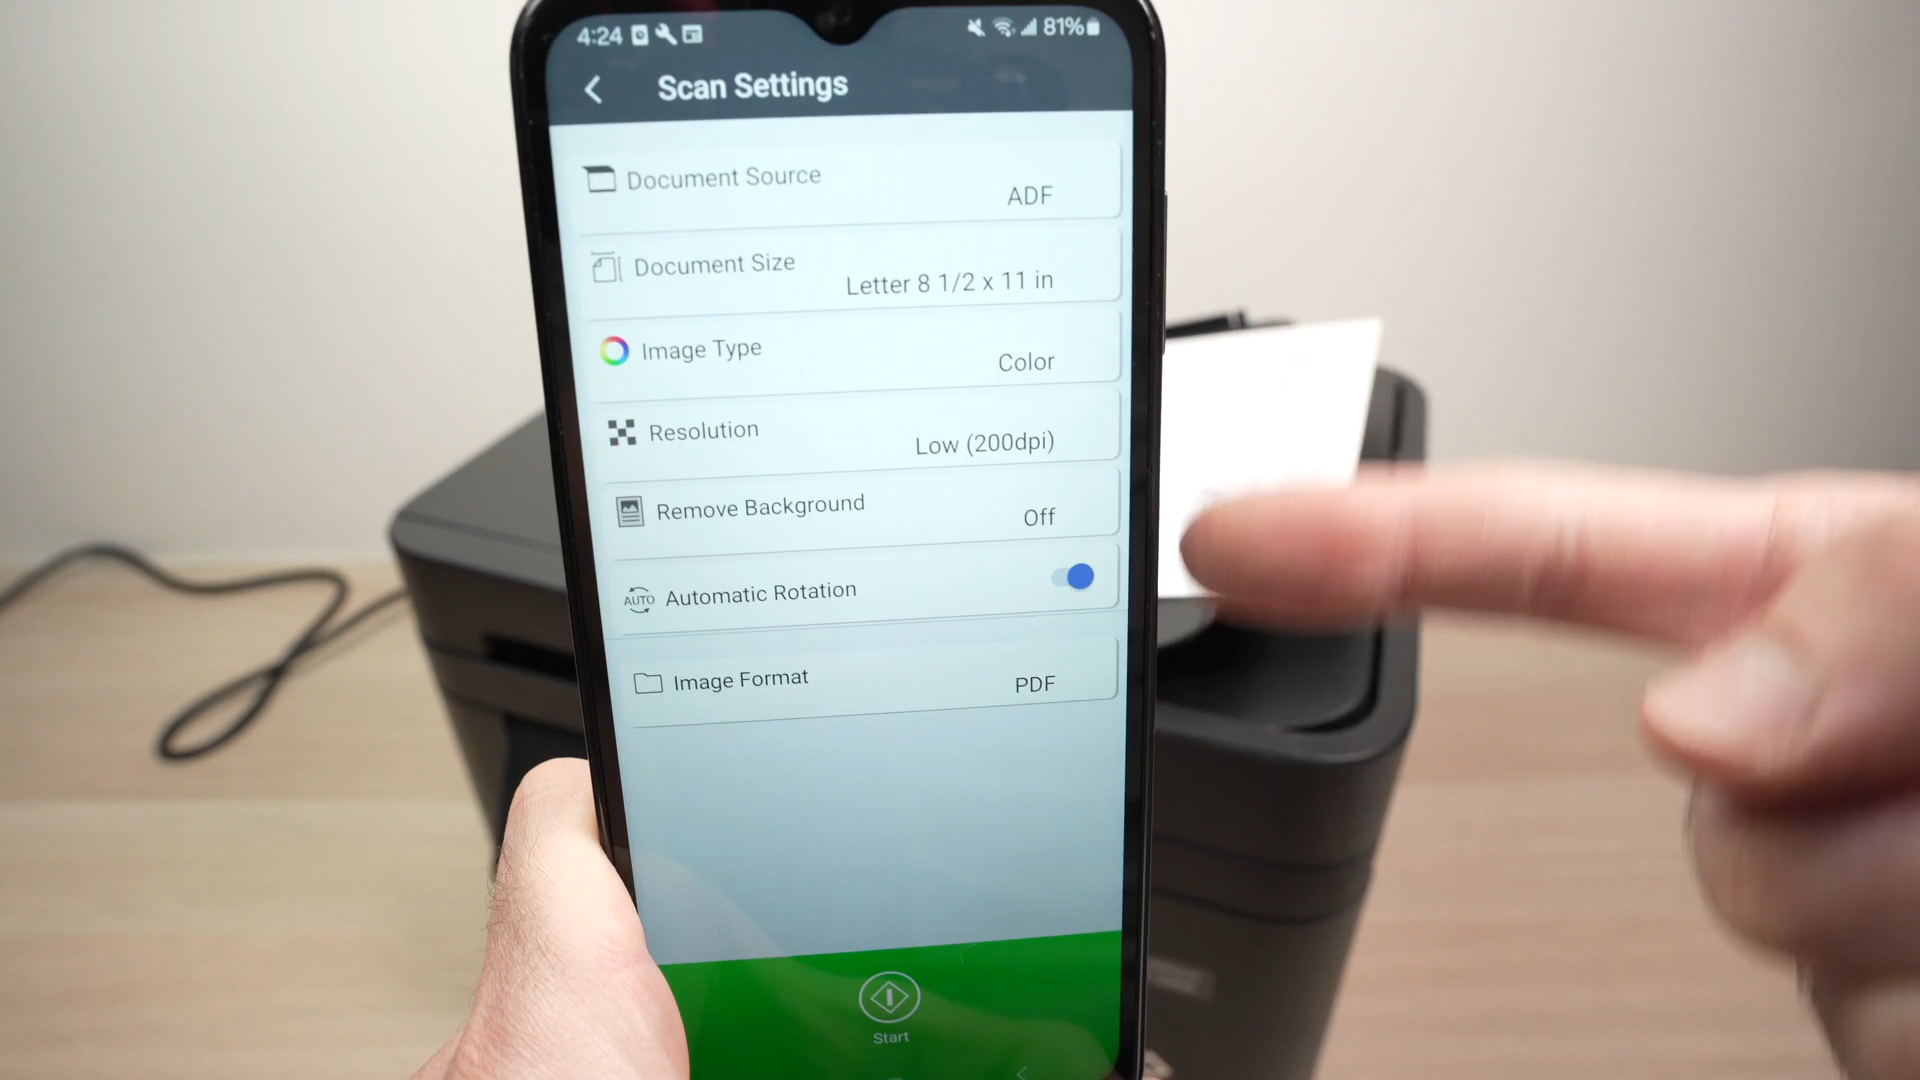 4:24
81%
Scan Settings
Document Source
ADF
Document Size
Letter 8 1/2 x 11 in
Image Type
Color
Resolution
Low (200dpi)
Remove Background
Off
AUTO Automatic Rotation
Image Format
PDF
Start